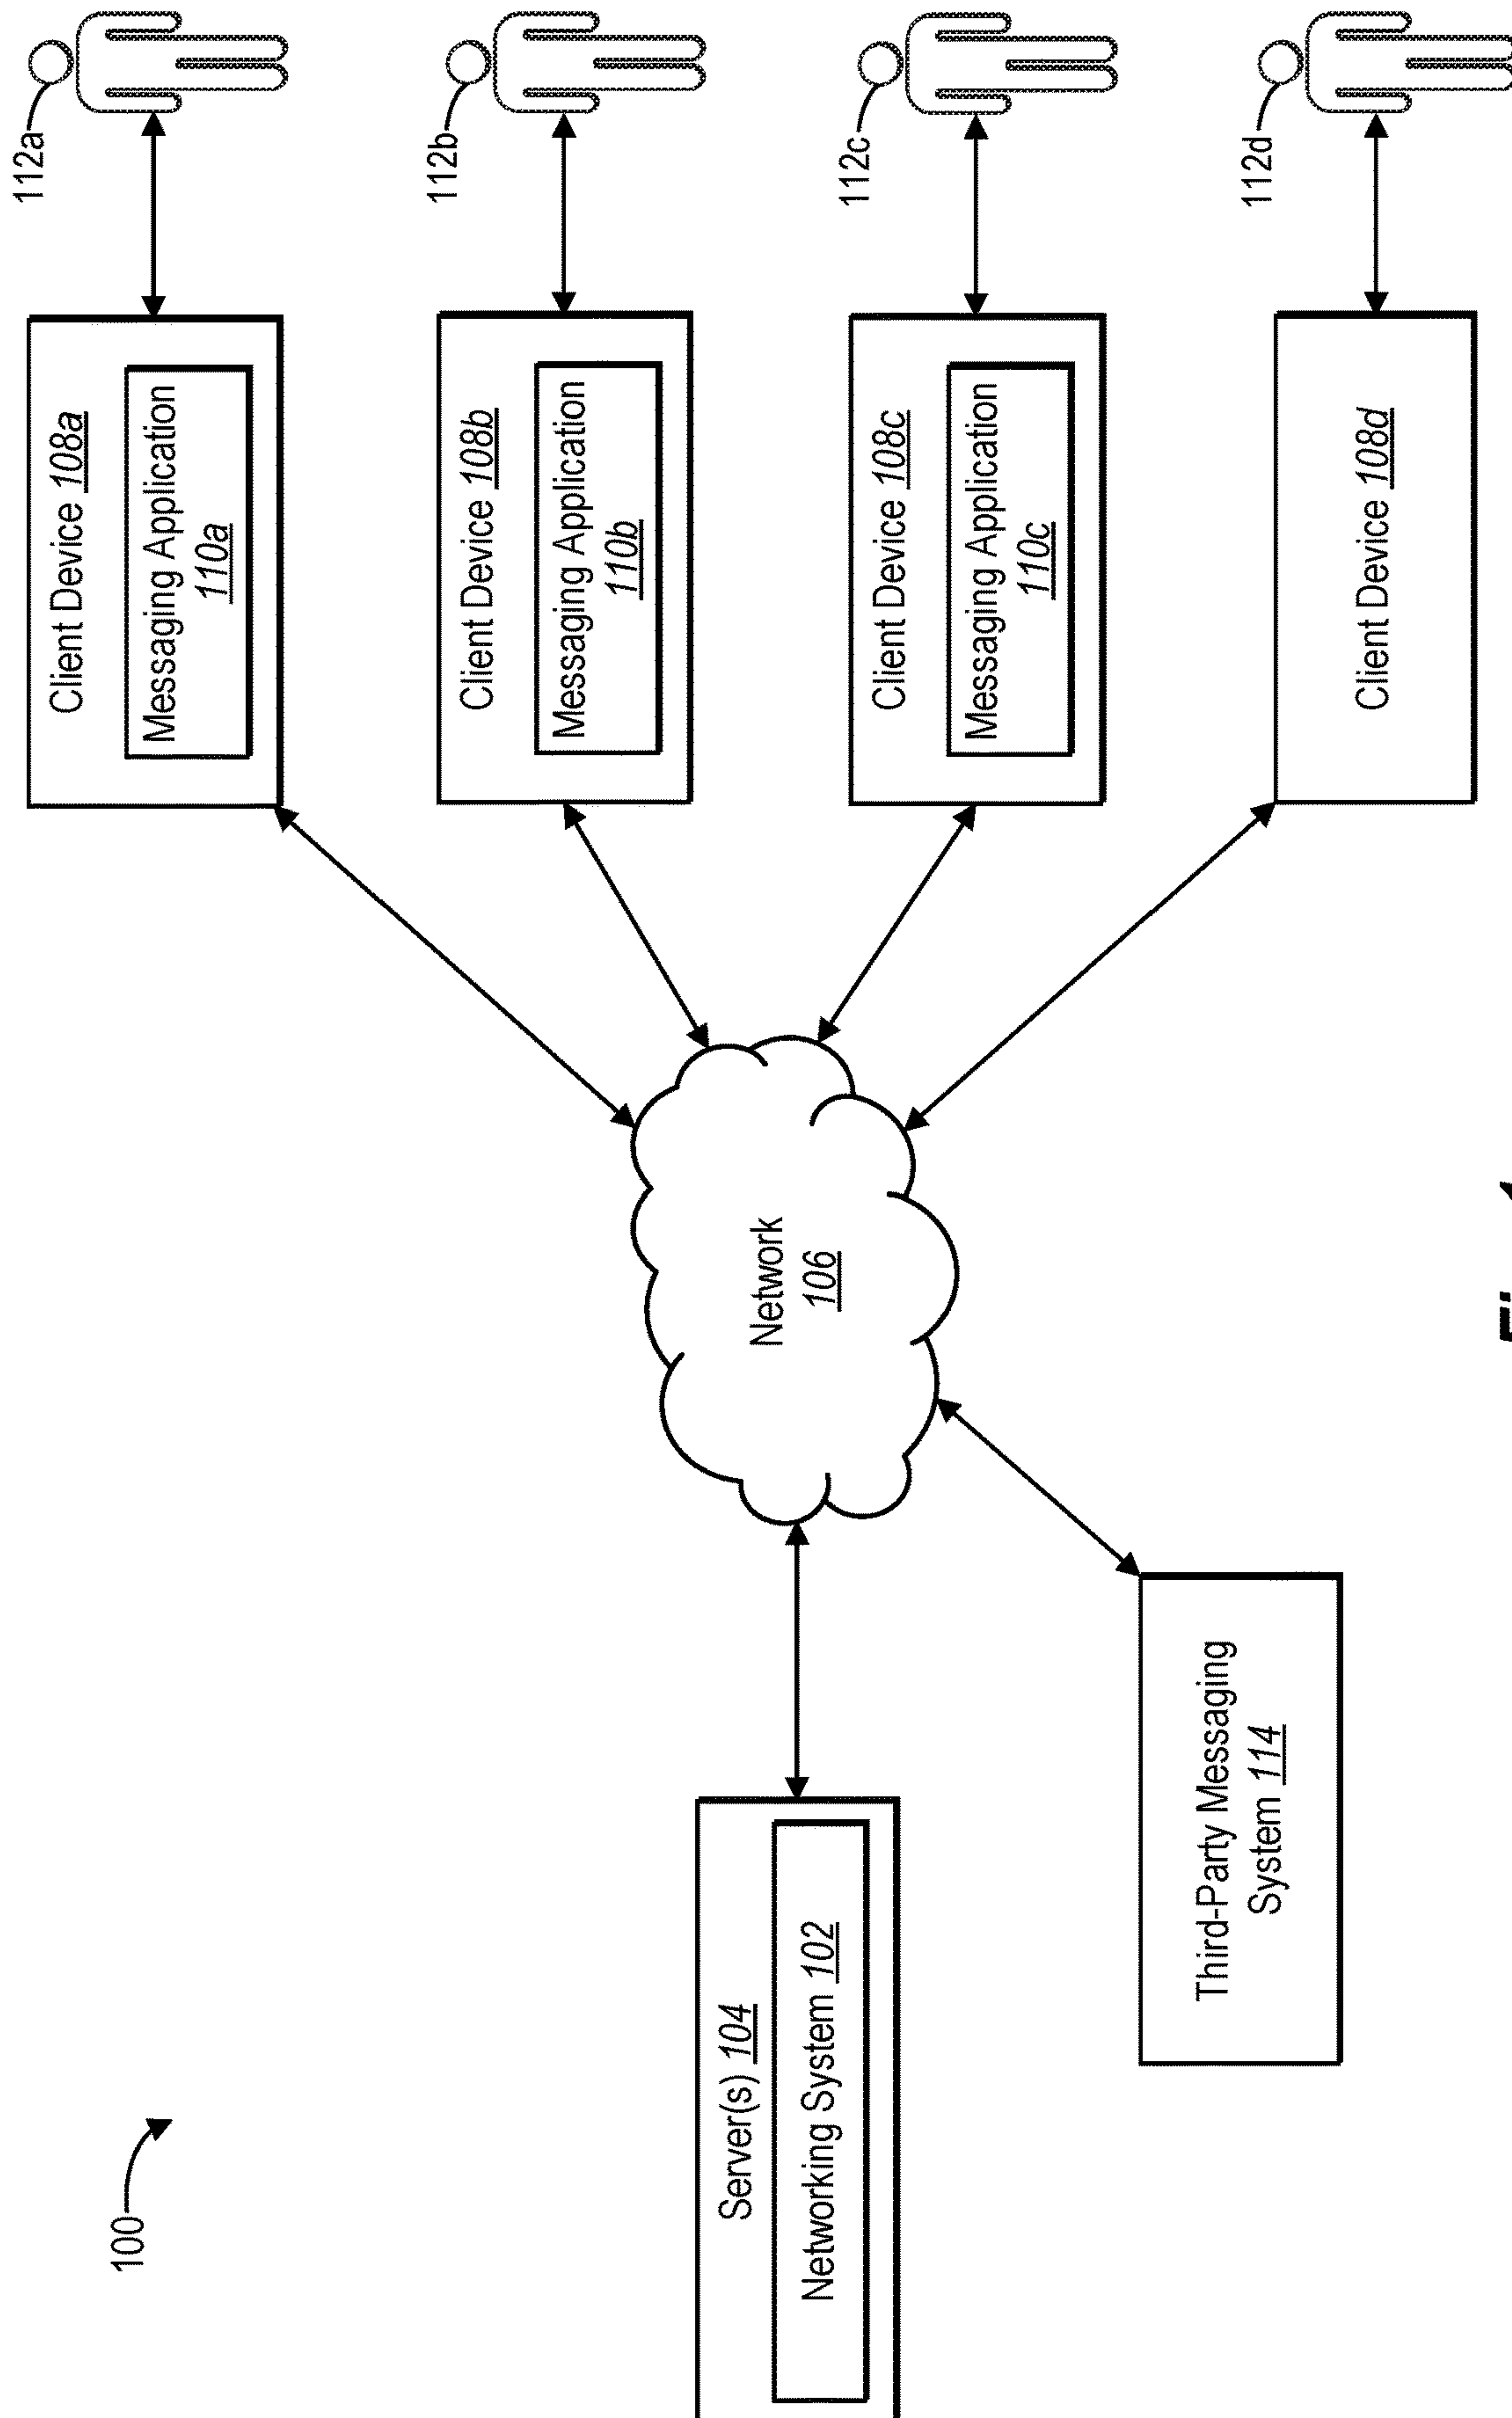 100
Server(s) 104
Networking System 102
Third-Party Messaging
System 114
Network
106
Client Device 108a
Messaging Application
110a
112a
Client Device 108b
Messaging Application
110b
112b
Client Device 108c
Messaging Application
110c
112c
Client Device 108d
112d